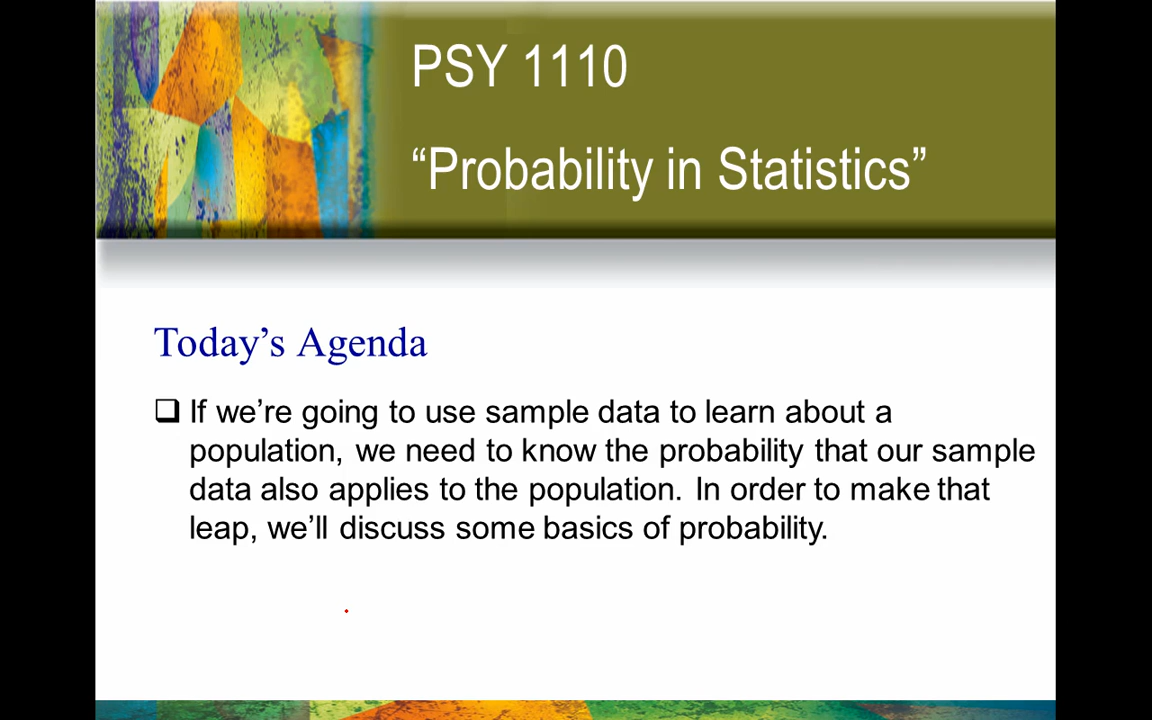 PSY 1110
“Probability in Statistics”
Today’s Agenda
❑ If we’re going to use sample data to learn about a
population, we need to know the probability that our sample
data also applies to the population. In order to make that
leap, we’ll discuss some basics of probability.